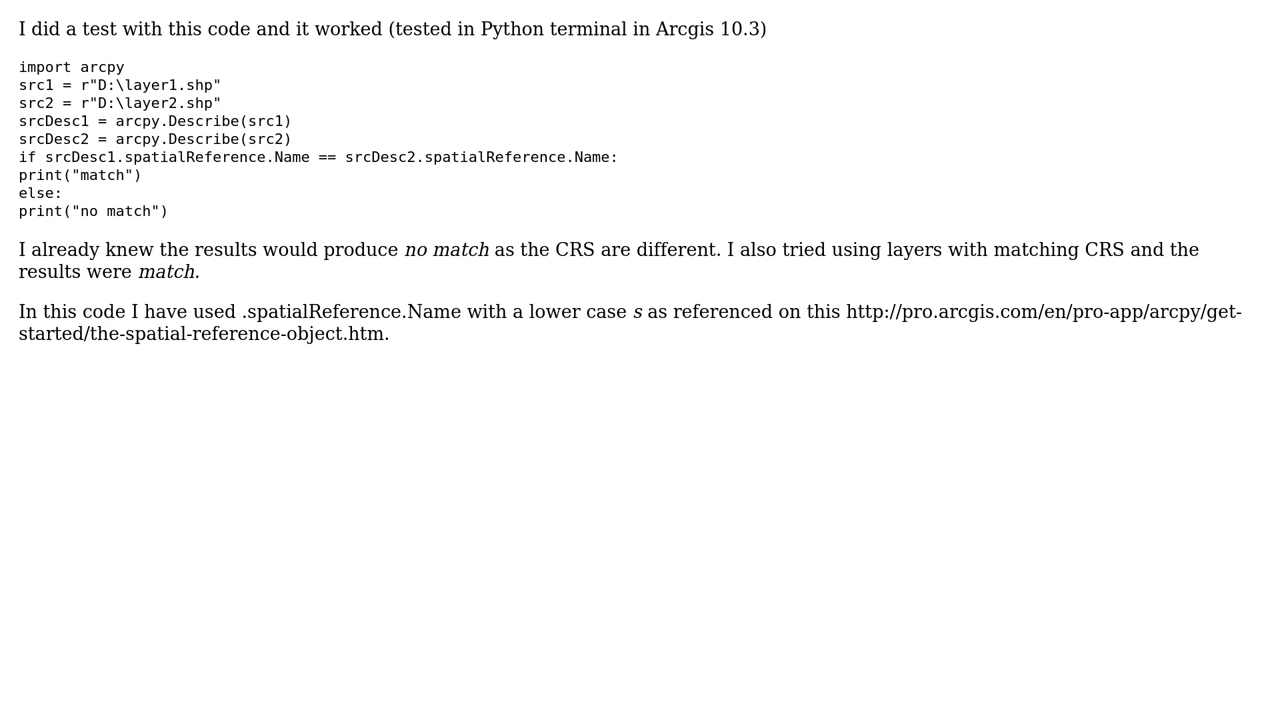 I did a test with this code and it worked (tested in Python terminal in Arcgis 10.3)
import arcpy
src1 = r"D:\layer1.shp"
src2 = r"D:\layer2.shp"
srcDesc1 = arcpy.Describe(src1)
srcDesc2 = arcpy.Describe(src2)
if srcDesc1.spatialReference.Name == srcDesc2.spatialReference.Name:
print("match")
else:
print("no match")
I already knew the results would produce no match as the CRS are different. I also tried using layers with matching CRS and the
results were match.
In this code I have used .spatialReference.Name with a lower case s as referenced on this http://pro.arcgis.com/en/pro-app/arcpy/get-
started/the-spatial-reference-object.htm.